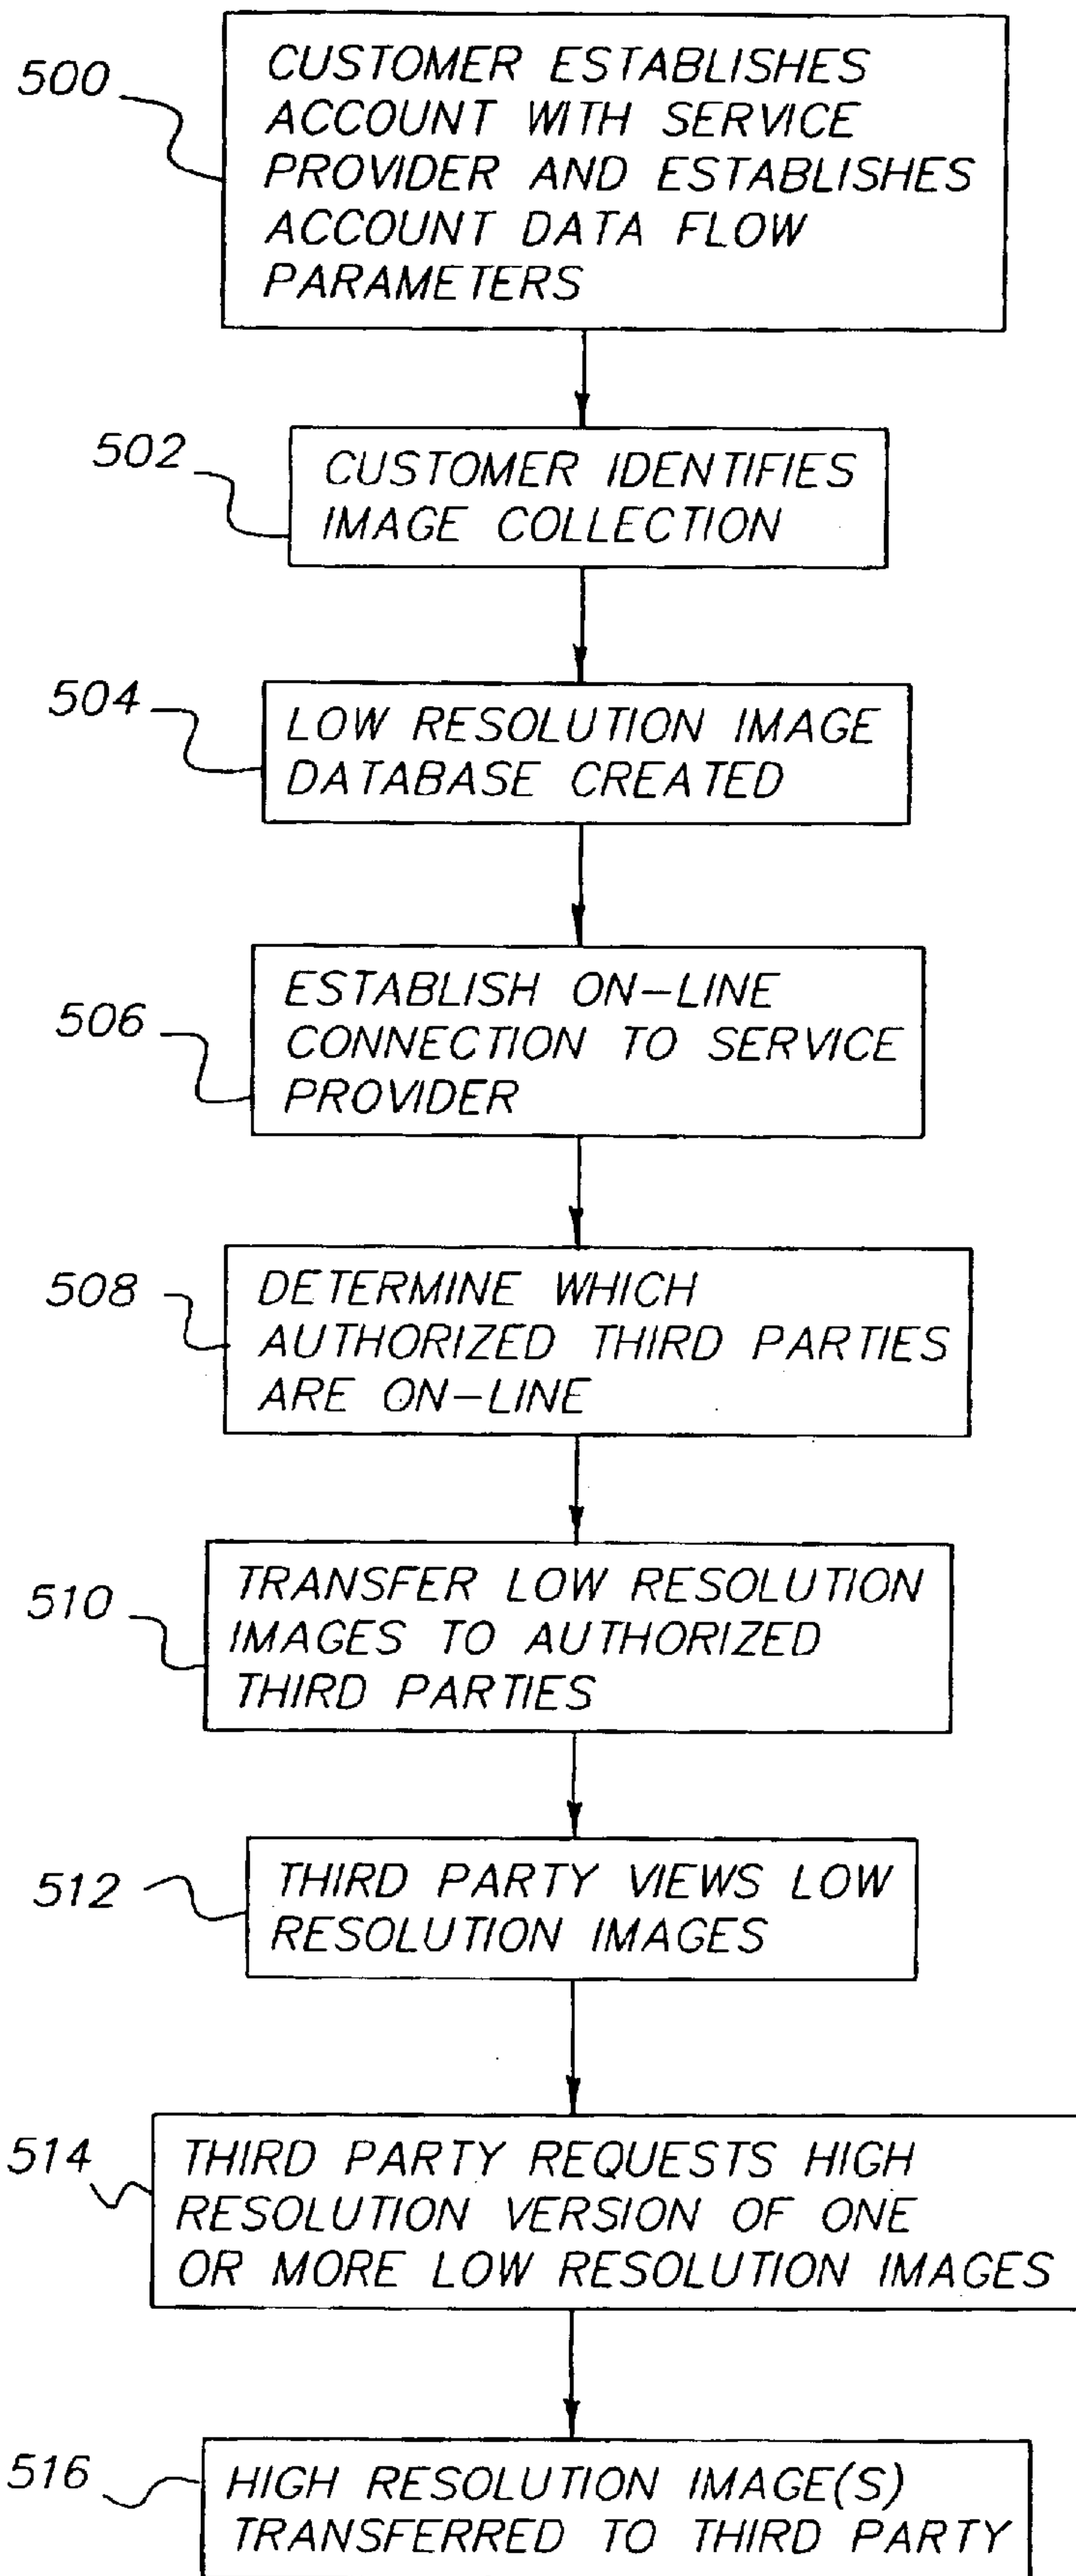 500
CUSTOMER ESTABLISHES
ACCOUNT WITH SERVICE
PROVIDER AND ESTABLISHES
ACCOUNT DATA FLOW
PARAMETERS
502
CUSTOMER IDENTIFIES
IMAGE COLLECTION
504
LOW RESOLUTION IMAGE
DATABASE CREATED
506
ESTABLISH ON-LINE
CONNECTION TO SERVICE
PROVIDER
508
DETERMINE WHICH
AUTHORIZED THIRD PARTIES
ARE ON-LINE
510
TRANSFER LOW RESOLUTION
IMAGES TO AUTHORIZED
THIRD PARTIES
512
THIRD PARTY VIEWS LOW
RESOLUTION IMAGES
514
THIRD PARTY REQUESTS HIGH
RESOLUTION VERSION OF ONE
OR MORE LOW RESOLUTION IMAGES
516
HIGH RESOLUTION IMAGE(S)
TRANSFERRED TO THIRD PARTY